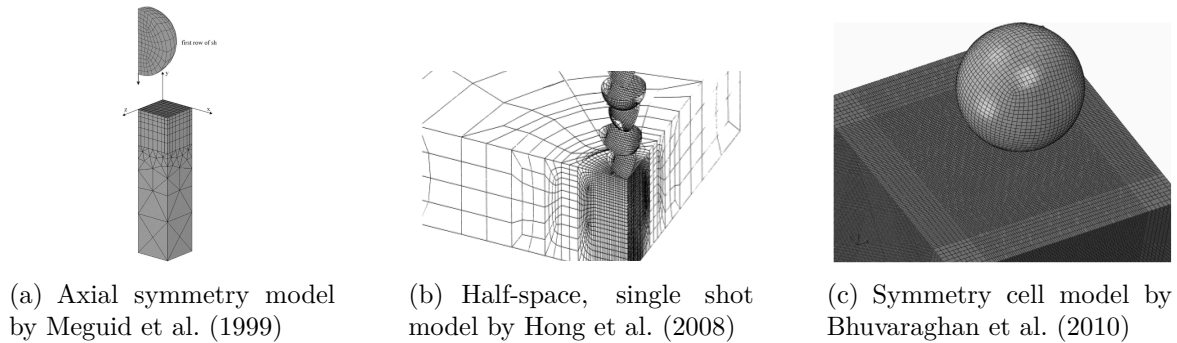 first row of sh
y
z
x
(a) Axial symmetry model
by Meguid et al. (1999)
(b) Half-space, single shot
model by Hong et al. (2008)
(c) Symmetry cell model by
Bhuvaraghan et al. (2010)